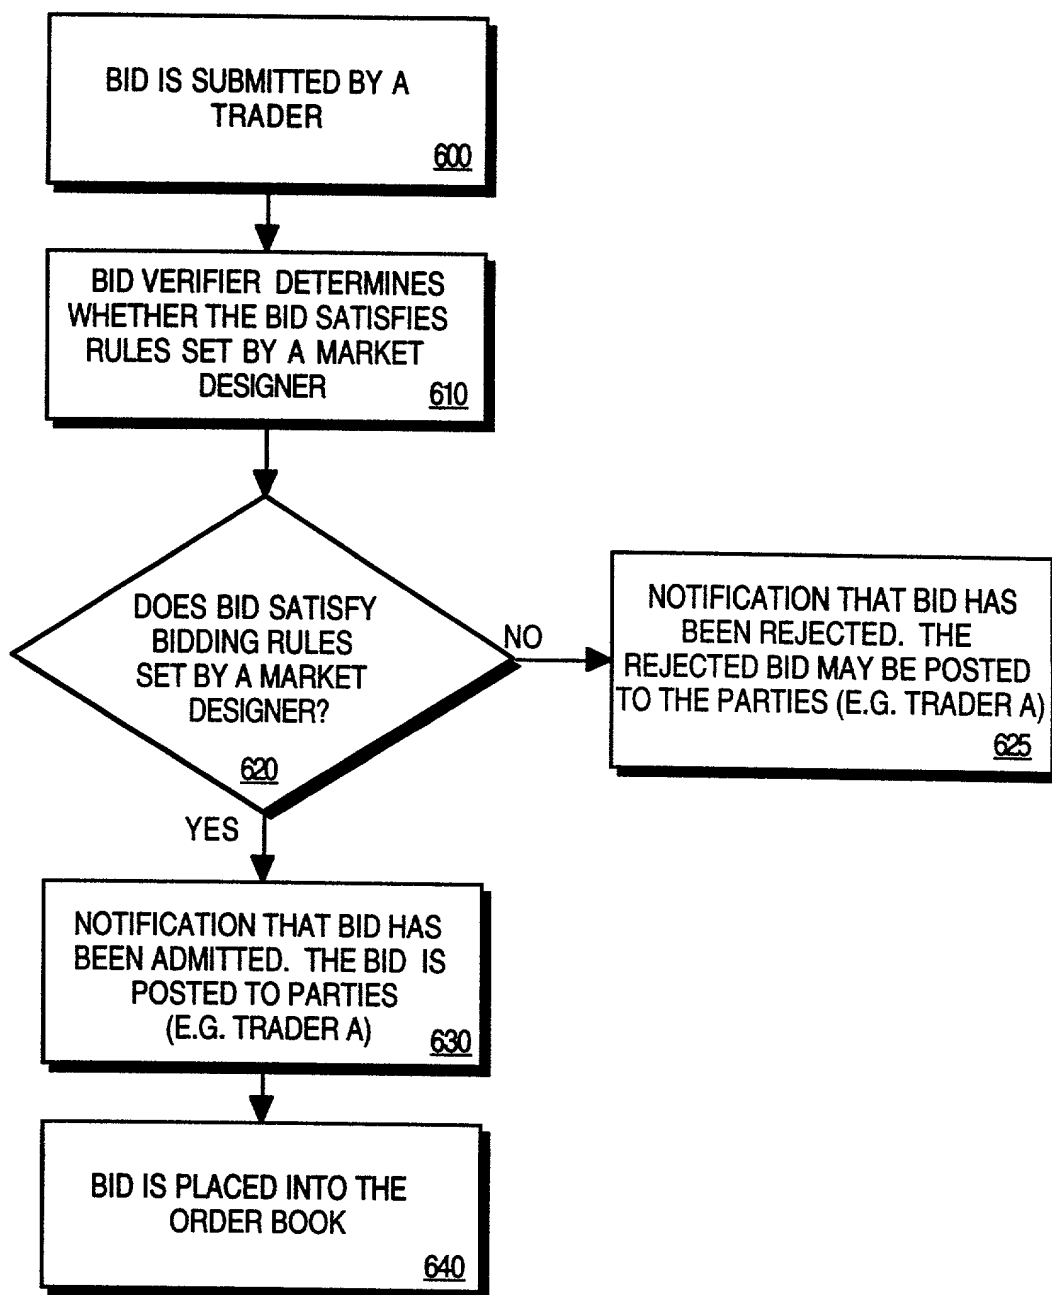 BID IS SUBMITTED BY A
TRADER
600
BID VERIFIER DETERMINES
WHETHER THE BID SATISFIES
RULES SET BY A MARKET
DESIGNER
610
DOES BID SATISFY
BIDDING RULES
SET BY A MARKET
DESIGNER?
620
NO
NOTIFICATION THAT BID HAS
BEEN REJECTED. THE
REJECTED BID MAY BE POSTED
TO THE PARTIES (E.G. TRADER A)
625
YES
NOTIFICATION THAT BID HAS
BEEN ADMITTED. THE BID IS
POSTED TO PARTIES
(E.G. TRADER A)
630
BID IS PLACED INTO THE
ORDER BOOK
640